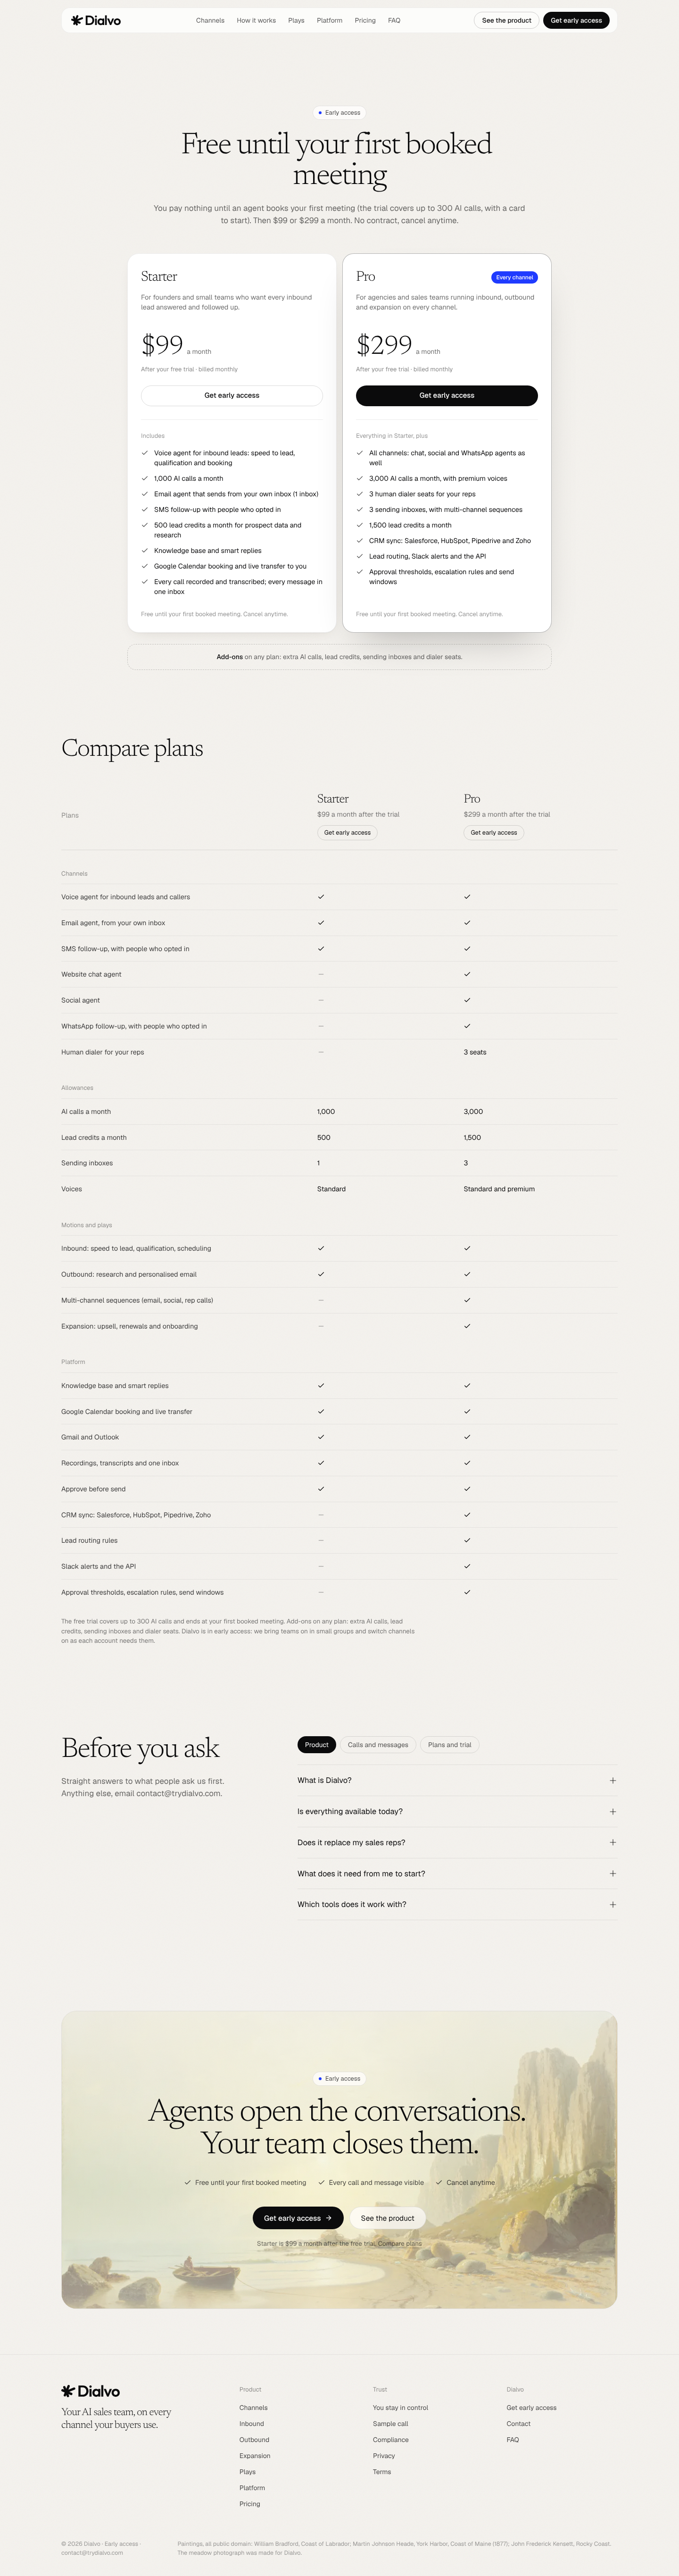 Dialvo
Channels How it works Plays Platform Pricing FAQ
See the product
Get early access
Early access
Free until your first booked
meeting
You pay nothing until an agent books your first meeting (the trial covers up to 300 AI calls, with a card
to start). Then $99 or $299 a month. No contract, cancel anytime.
Starter
For founders and small teams who want every inbound
lead answered and followed up.
$99 a month
After your free trial · billed monthly
Get early access
Includes
Voice agent for inbound leads: speed to lead,
qualification and booking
1,000 AI calls a month
Email agent that sends from your own inbox (1 inbox)
SMS follow-up with people who opted in
500 lead credits a month for prospect data and
research
Knowledge base and smart replies
Google Calendar booking and live transfer to you
Every call recorded and transcribed; every message in
one inbox
Free until your first booked meeting. Cancel anytime.
Pro
Every channel
For agencies and sales teams running inbound, outbound
and expansion on every channel.
$299 a month
After your free trial · billed monthly
Get early access
Everything in Starter, plus
All channels: chat, social and WhatsApp agents as
well
3,000 AI calls a month, with premium voices
3 human dialer seats for your reps
3 sending inboxes, with multi-channel sequences
1,500 lead credits a month
CRM sync: Salesforce, HubSpot, Pipedrive and Zoho
Lead routing, Slack alerts and the API
Approval thresholds, escalation rules and send
windows
Free until your first booked meeting. Cancel anytime.
Add-ons on any plan: extra AI calls, lead credits, sending inboxes and dialer seats.
Compare plans
Plans
Starter
$99 a month after the trial
Get early access
Pro
$299 a month after the trial
Get early access
Channels
Voice agent for inbound leads and callers
Email agent, from your own inbox
SMS follow-up, with people who opted in
Website chat agent
Social agent
WhatsApp follow-up, with people who opted in
Human dialer for your reps 3 seats
Allowances
AI calls a month 1,000 3,000
Lead credits a month 500 1,500
Sending inboxes 1 3
Voices Standard Standard and premium
Motions and plays
Inbound: speed to lead, qualification, scheduling
Outbound: research and personalised email
Multi-channel sequences (email, social, rep calls)
Expansion: upsell, renewals and onboarding
Platform
Knowledge base and smart replies
Google Calendar booking and live transfer
Gmail and Outlook
Recordings, transcripts and one inbox
Approve before send
CRM sync: Salesforce, HubSpot, Pipedrive, Zoho
Lead routing rules
Slack alerts and the API
Approval thresholds, escalation rules, send windows
The free trial covers up to 300 AI calls and ends at your first booked meeting. Add-ons on any plan: extra AI calls, lead
credits, sending inboxes and dialer seats. Dialvo is in early access: we bring teams on in small groups and switch channels
on as each account needs them.
Before you ask
Straight answers to what people ask us first.
Anything else, email contact@trydialvo.com.
Product Calls and messages Plans and trial
What is Dialvo?
Is everything available today?
Does it replace my sales reps?
What does it need from me to start?
Which tools does it work with?
Early access
Agents open the conversations.
Your team closes them.
Free until your first booked meeting Every call and message visible Cancel anytime
Get early access →
See the product
Starter is $99 a month after the free trial. Compare plans
Dialvo
Your AI sales team, on every
channel your buyers use.
Product
Channels
Inbound
Outbound
Expansion
Plays
Platform
Pricing
Trust
You stay in control
Sample call
Compliance
Privacy
Terms
Dialvo
Get early access
Contact
FAQ
© 2026 Dialvo · Early access ·
contact@trydialvo.com
Paintings, all public domain: William Bradford, Coast of Labrador; Martin Johnson Heade, York Harbor, Coast of Maine (1877); John Frederick Kensett, Rocky Coast.
The meadow photograph was made for Dialvo.